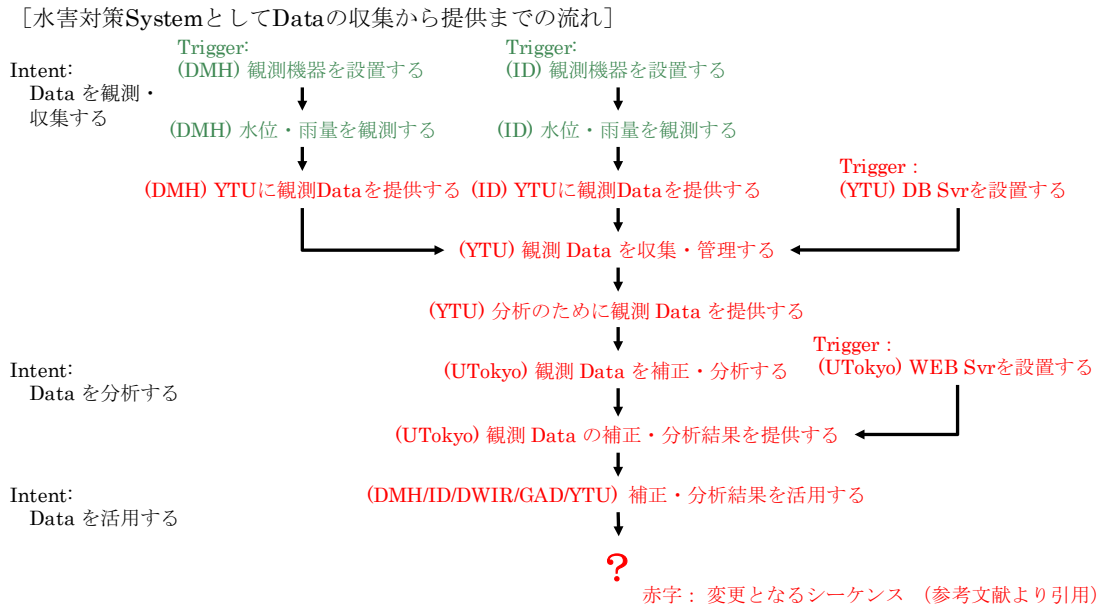 ［水害対策SystemとしてDataの収集から提供までの流れ］
Trigger:
(DMH) 観測機器を設置する
Trigger:
(ID) 観測機器を設置する
Intent:
Data を観測・
収集する
(DMH) 水位・雨量を観測する
(ID) 水位・雨量を観測する
(DMH) YTUに観測Dataを提供する
(ID) YTUに観測Dataを提供する
Trigger：
(YTU) DB Svrを設置する
(YTU) 観測 Data を収集・管理する
(YTU) 分析のために観測 Data を提供する
Intent:
Data を分析する
(UTokyo) 観測 Data を補正・分析する
Trigger：
(UTokyo) WEB Svrを設置する
(UTokyo) 観測 Data の補正・分析結果を提供する
Intent:
Data を活用する
(DMH/ID/DWIR/GAD/YTU) 補正・分析結果を活用する
？
赤字： 変更となるシーケンス （参考文献より引用）